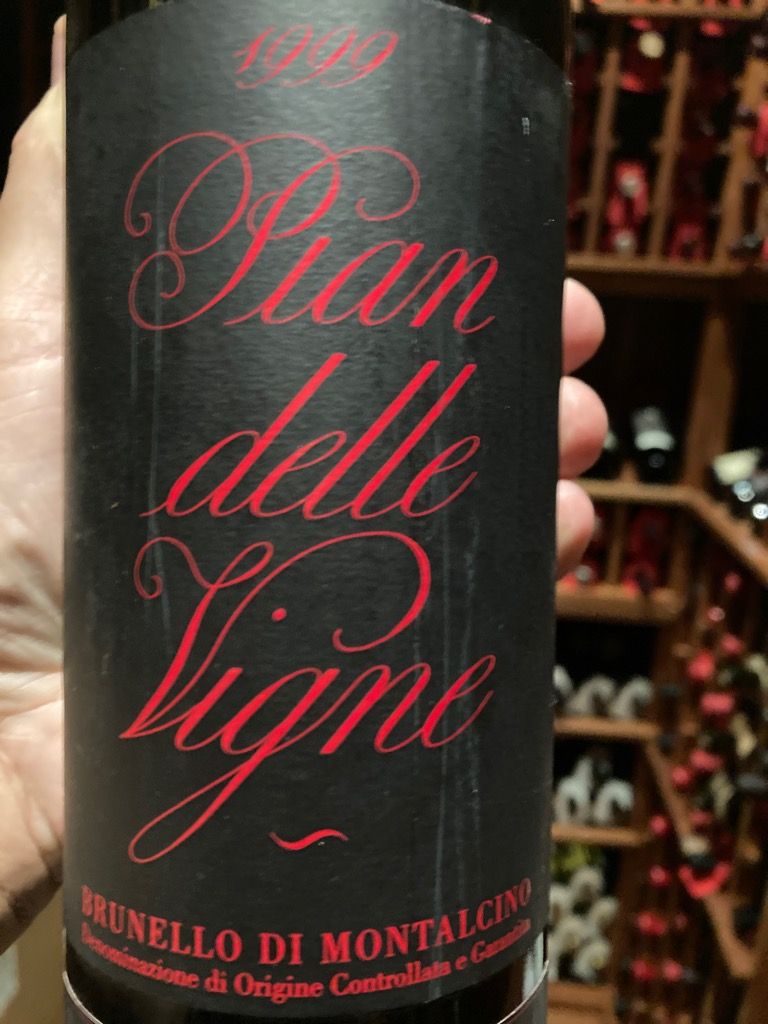 1999
Pian
delle
Vigne
BRUNELLO DI MONTALCINO
Denominazione di Origine Controllata e Garantita